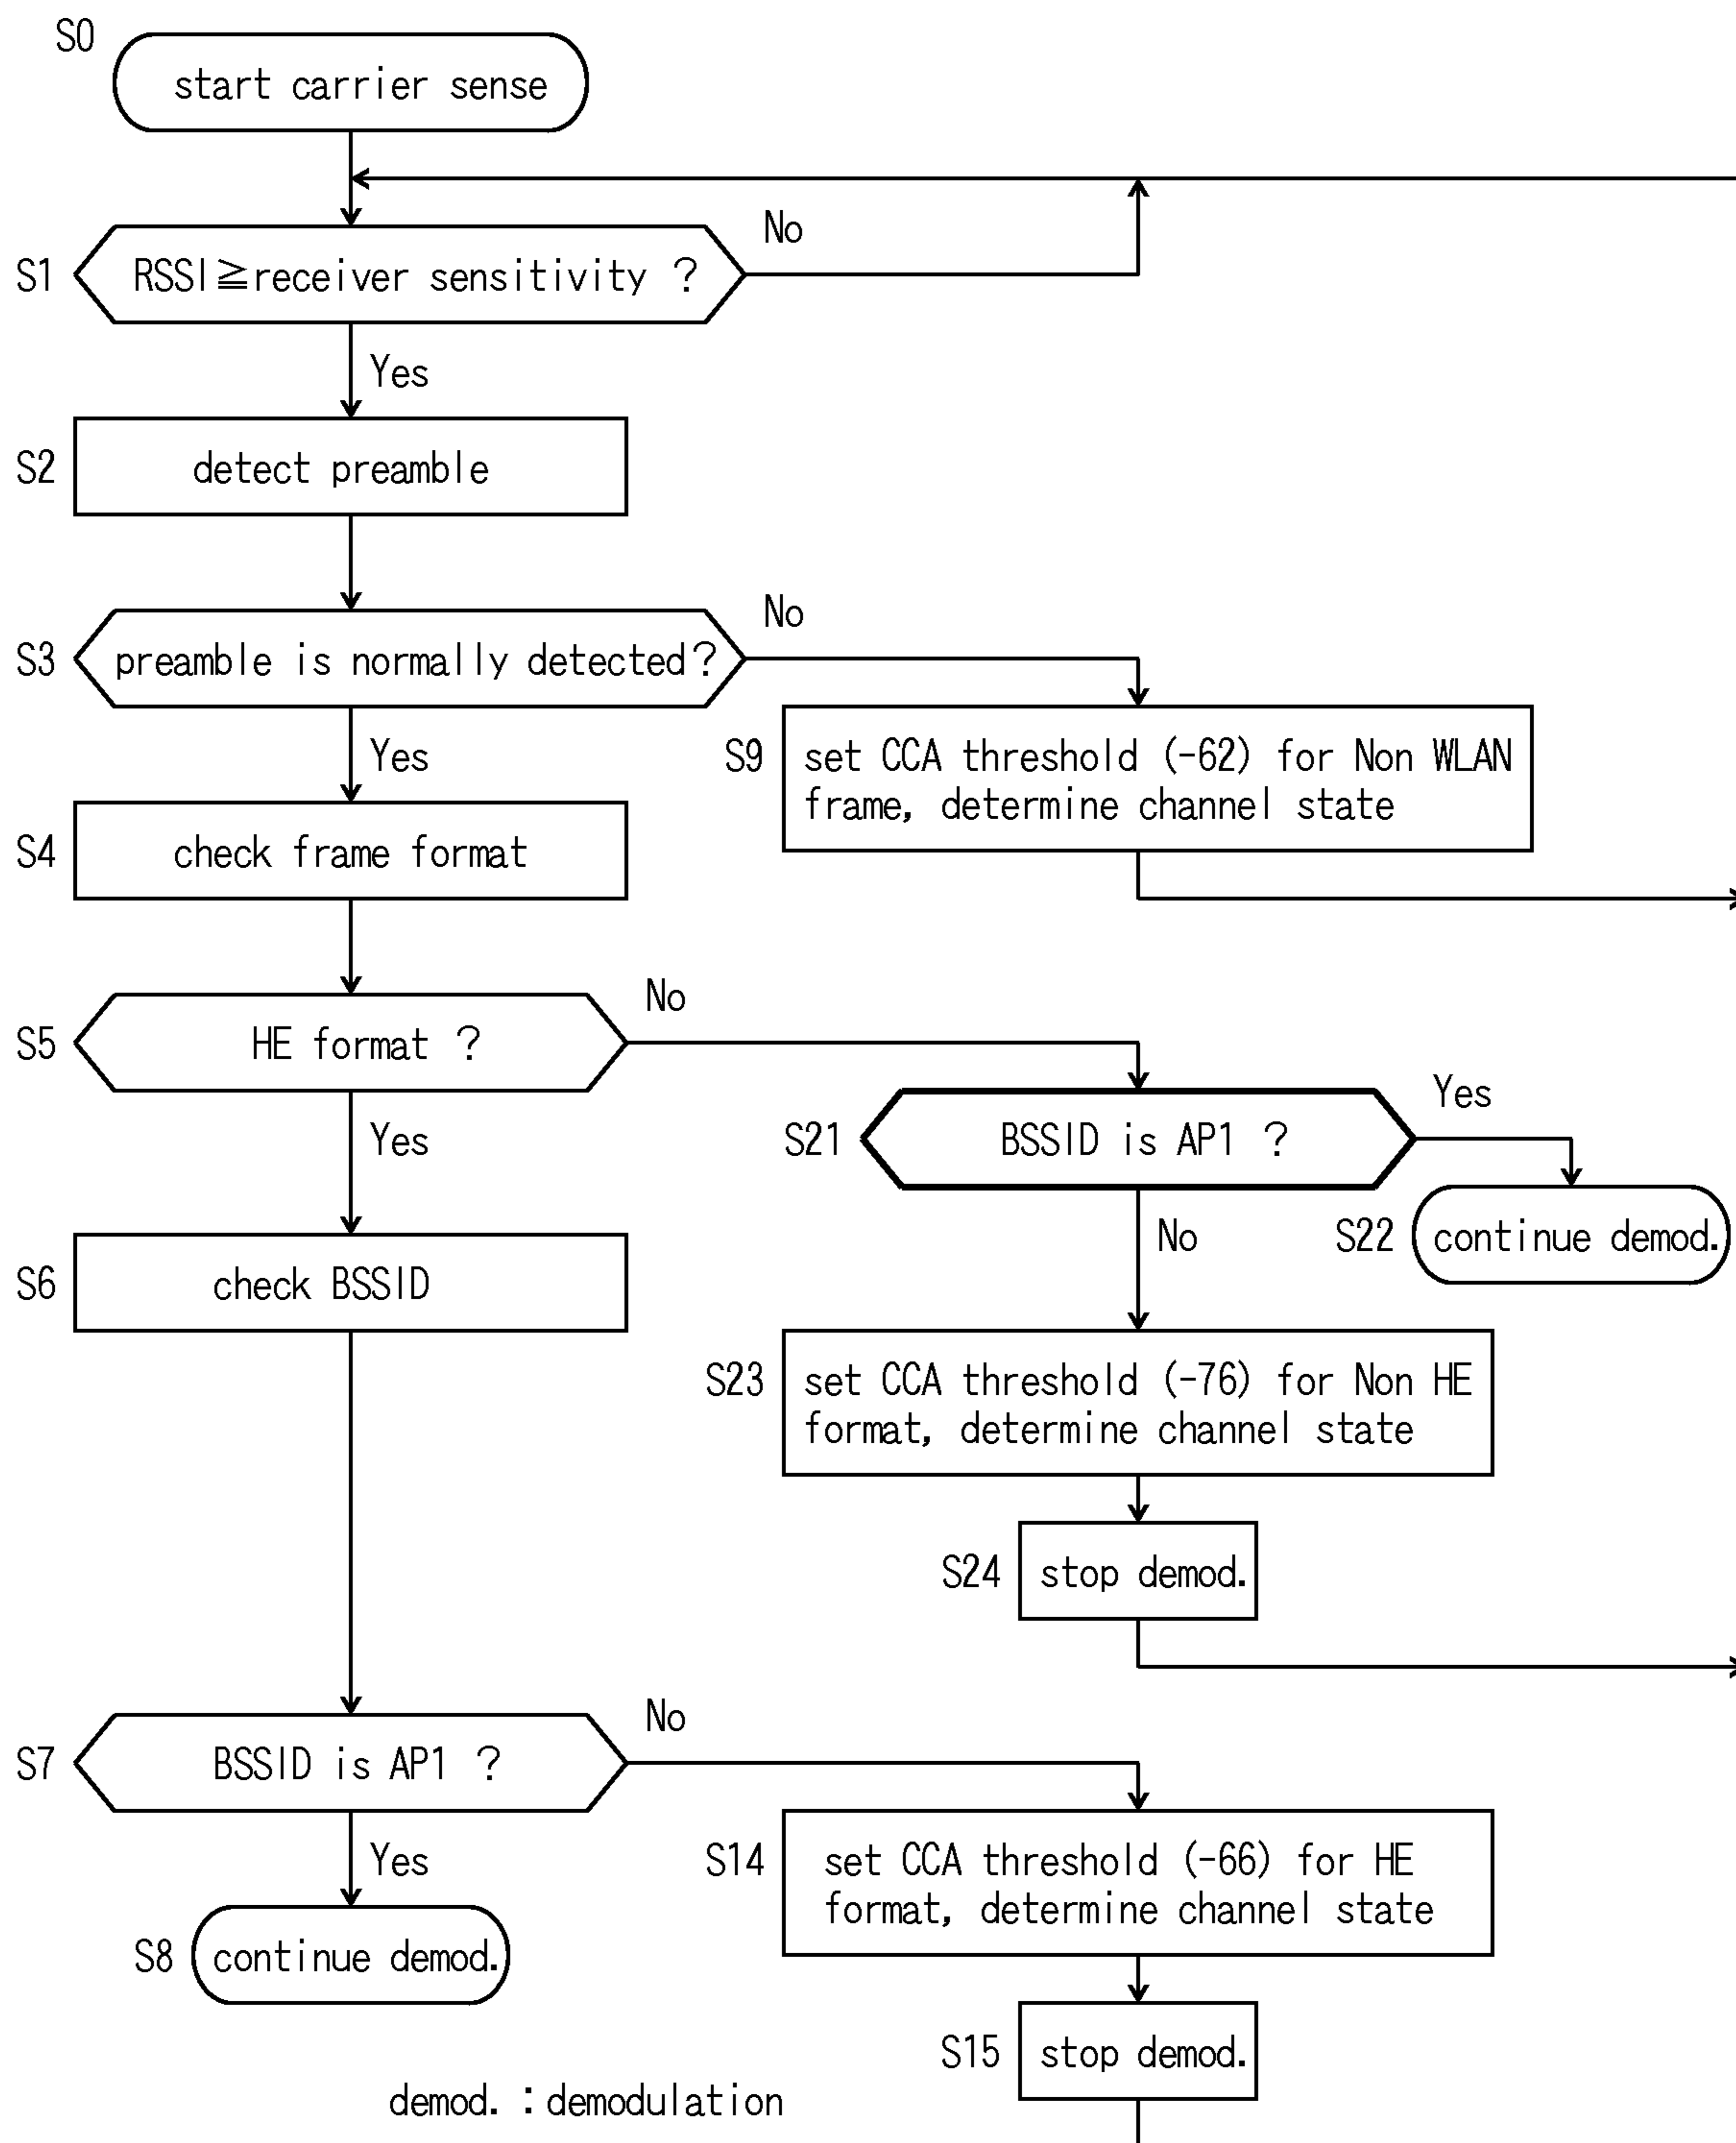 S0
start carrier sense
No
S1
RSSI≧receiver sensitivity ?
Yes
S2
detect preamble
No
S3
preamble is normally detected?
Yes
S9
set CCA threshold (-62) for Non WLAN
frame, determine channel state
S4
check frame format
No
S5
HE format ?
Yes
S21
BSSID is AP1 ?
Yes
No
S22
continue demod.
S6
check BSSID
S23
set CCA threshold (-76) for Non HE
format, determine channel state
S24
stop demod.
No
S7
BSSID is AP1 ?
Yes
S14
set CCA threshold (-66) for HE
format, determine channel state
S8
continue demod.
S15
stop demod.
demod. : demodulation